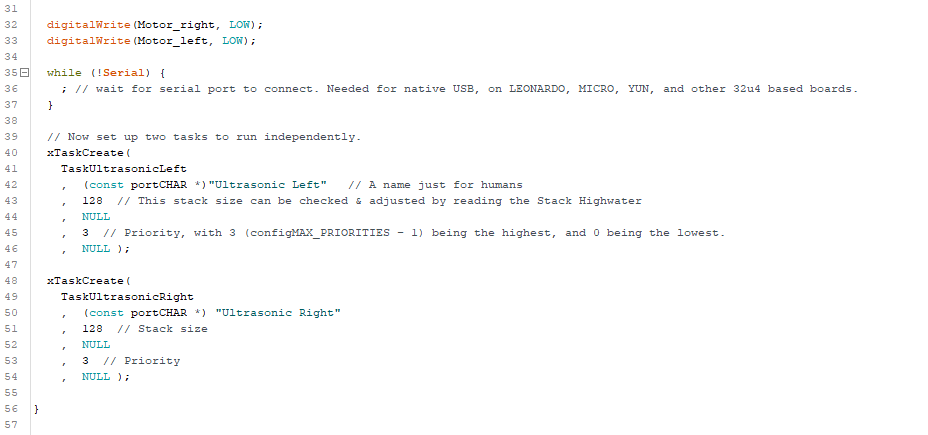 31
32 digitalWrite(Motor_right, LOW);
33 digitalWrite(Motor_left, LOW);
34
35 while (!Serial) {
36 ; // wait for serial port to connect. Needed for native USB, on LEONARDO, MICRO, YUN, and other 32u4 based boards.
37 }
38
39 // Now set up two tasks to run independently.
40 xTaskCreate(
41 TaskUltrasonicLeft
42 , (const portCHAR *)"Ultrasonic Left" // A name just for humans
43 , 128 // This stack size can be checked & adjusted by reading the Stack Highwater
44 , NULL
45 , 3 // Priority, with 3 (configMAX_PRIORITIES - 1) being the highest, and 0 being the lowest.
46 , NULL );
47
48 xTaskCreate(
49 TaskUltrasonicRight
50 , (const portCHAR *) "Ultrasonic Right"
51 , 128 // Stack size
52 , NULL
53 , 3 // Priority
54 , NULL );
55
56 }
57